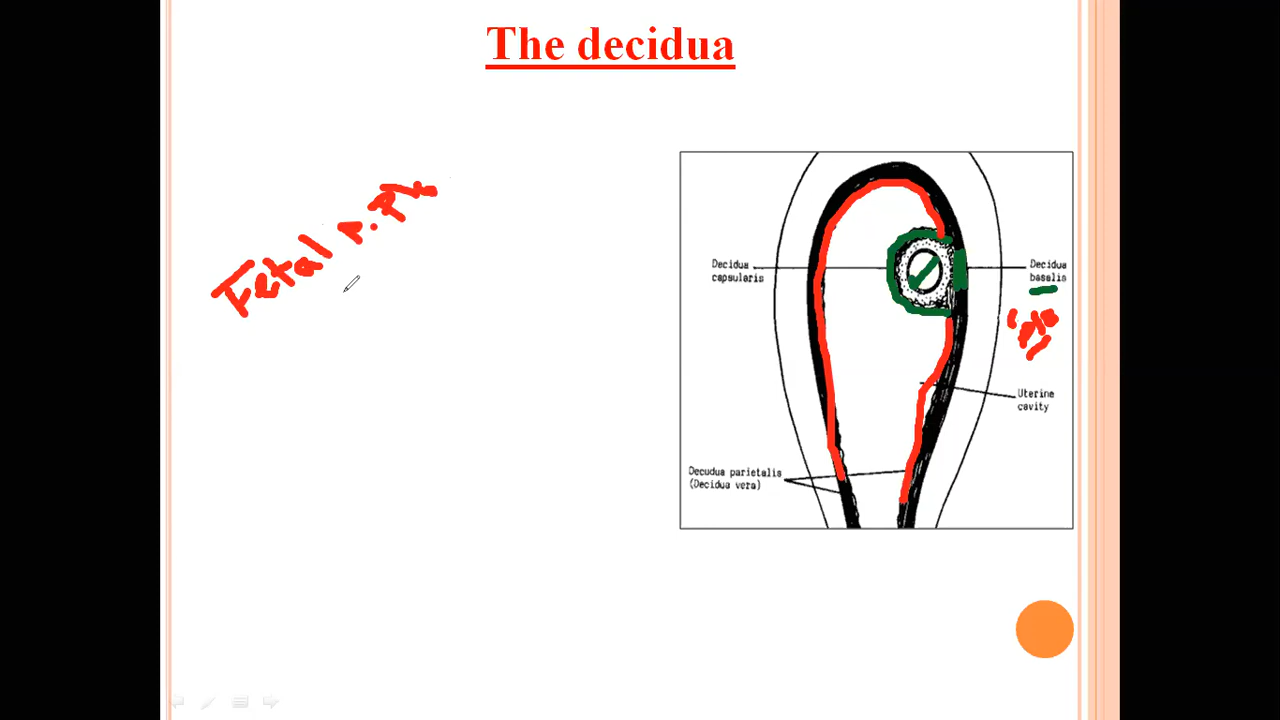 The decidua
Fetal
Decidua
capsularis
Decidua
basalis
Uterine
cavity
Decudua parietalis
(Decidua vera)